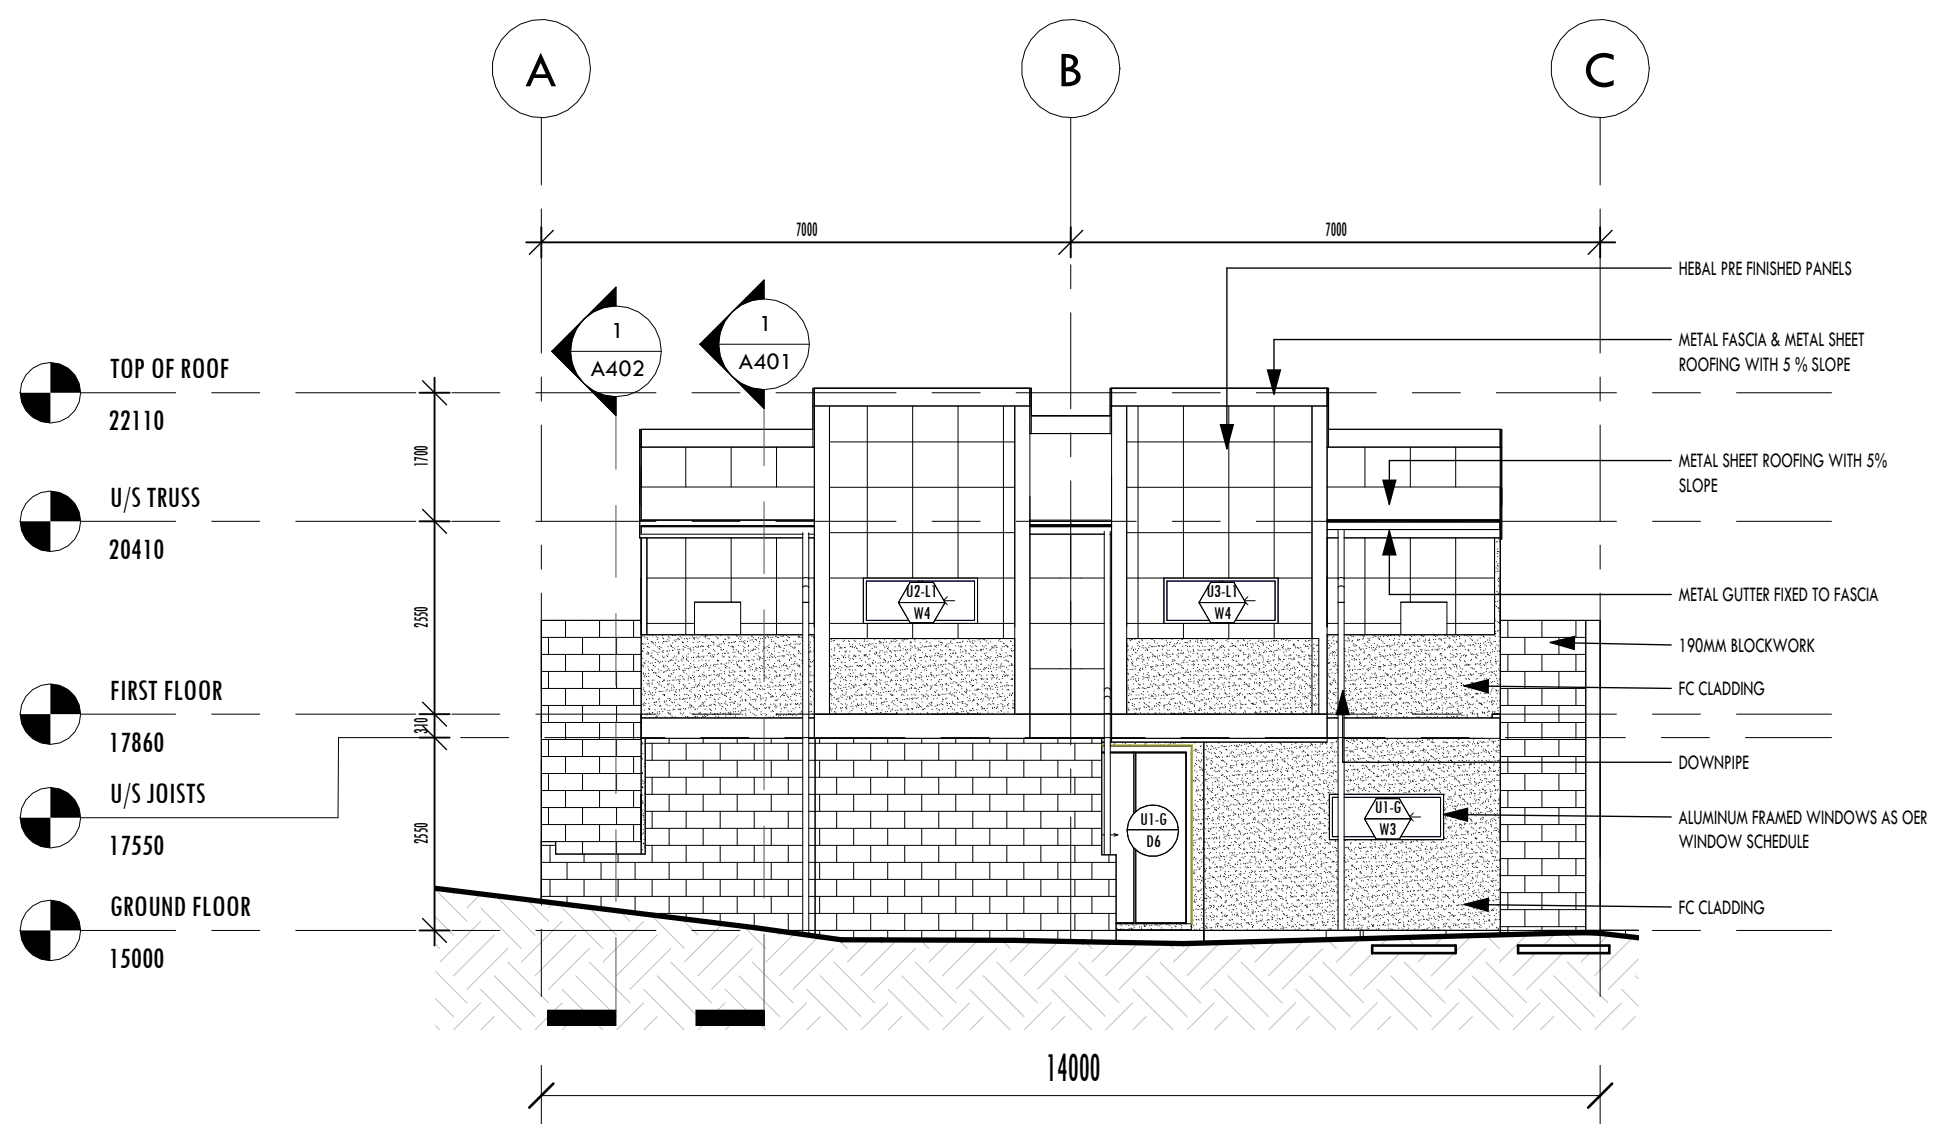 A
B
C
7000
7000
HEBAL PRE FINISHED PANELS
1
A402
1
A401
METAL FASCIA & METAL SHEET
ROOFING WITH 5 % SLOPE
TOP OF ROOF
22110
1700
METAL SHEET ROOFING WITH 5%
SLOPE
U/S TRUSS
20410
2550
U2-L1
W4
U3-L1
W4
METAL GUTTER FIXED TO FASCIA
190MM BLOCKWORK
FC CLADDING
FIRST FLOOR
17860
310
DOWNPIPE
U/S JOISTS
17550
2550
U1-G
D6
U1-G
W3
ALUMINUM FRAMED WINDOWS AS OER
WINDOW SCHEDULE
GROUND FLOOR
15000
FC CLADDING
14000